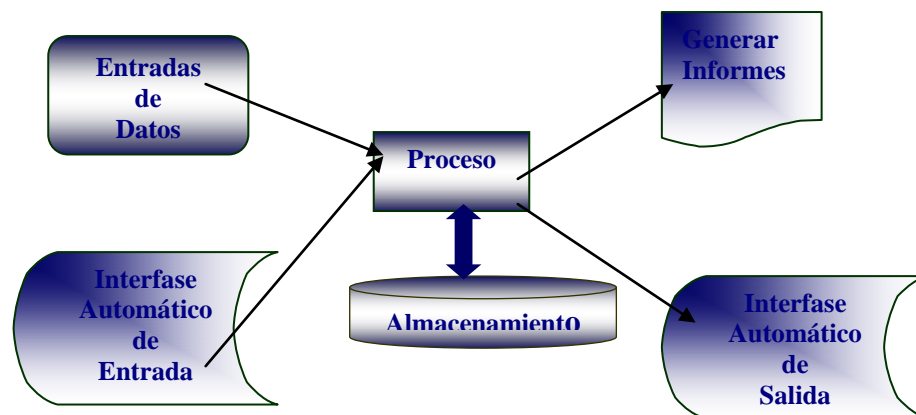 Entradas
de
Datos
Generar
Informes
Proceso
Interfase
Automático
de
Entrada
Almacenamiento
Interfase
Automático
de
Salida